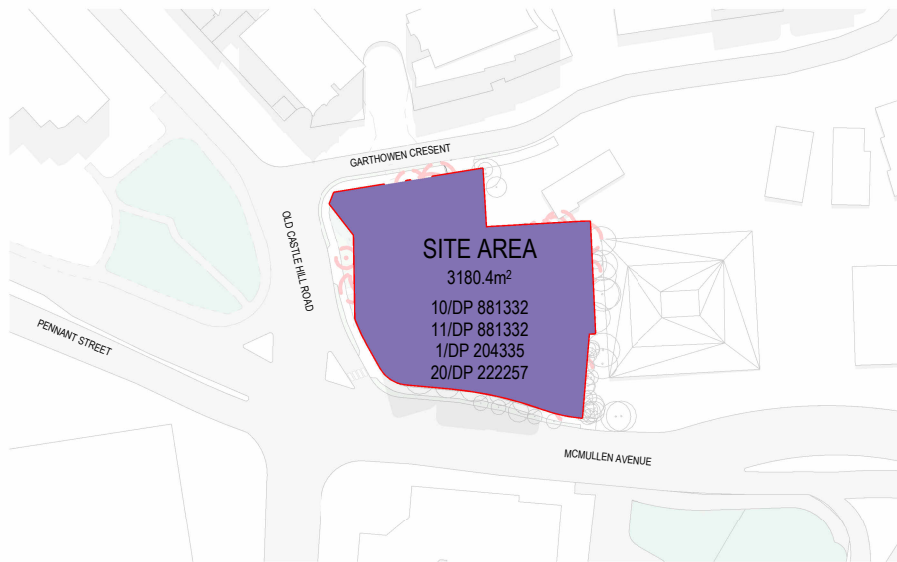 GARTHOWEN CRESENT
OLD CASTLE HILL ROAD
SITE AREA
3180.4m²
10/DP 881332
11/DP 881332
1/DP 204335
20/DP 222257
PENNANT STREET
MCMULLEN AVENUE